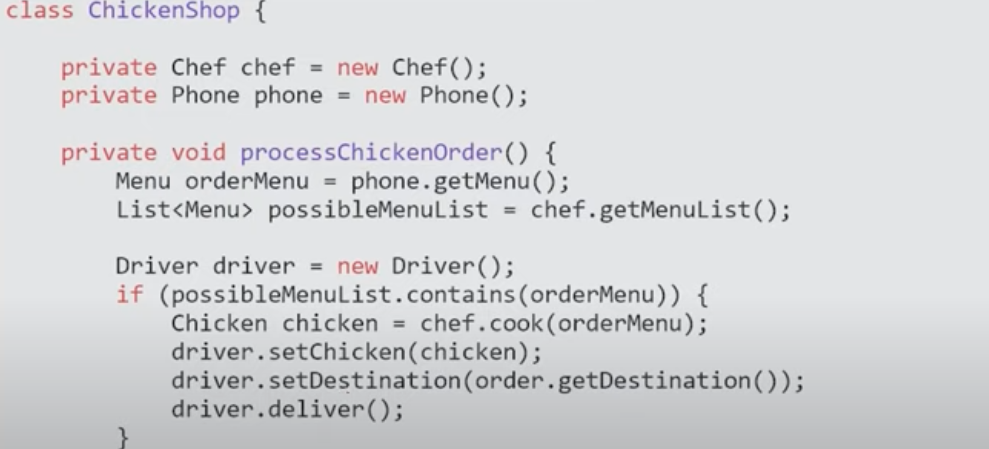 class ChickenShop {
private Chef chef = new Chef();
private Phone phone = new Phone();
private void processChickenOrder() {
Menu orderMenu = phone.getMenu();
List<Menu> possibleMenuList = chef.getMenuList();
Driver driver = new Driver();
if (possibleMenuList.contains(orderMenu)) {
Chicken chicken = chef.cook(orderMenu);
driver.setChicken(chicken);
driver.setDestination(order.getDestination());
driver.deliver();
}